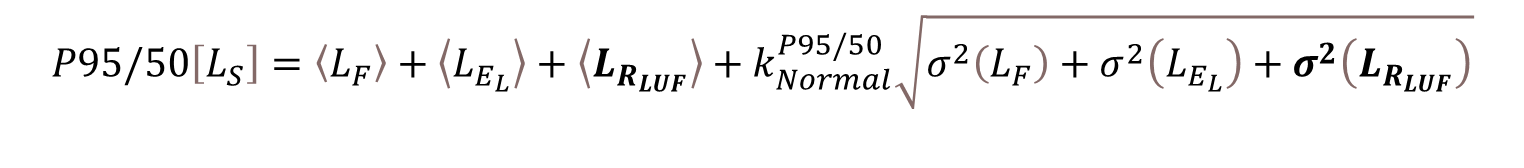 P95/50[L_S] = ⟨L_F⟩ + ⟨L_{E_L}⟩ + ⟨L_{R_{LUF}}⟩ + k_{Normal}^{P95/50} √(σ²(L_F) + σ²(L_{E_L}) + σ²(L_{R_{LUF}}))